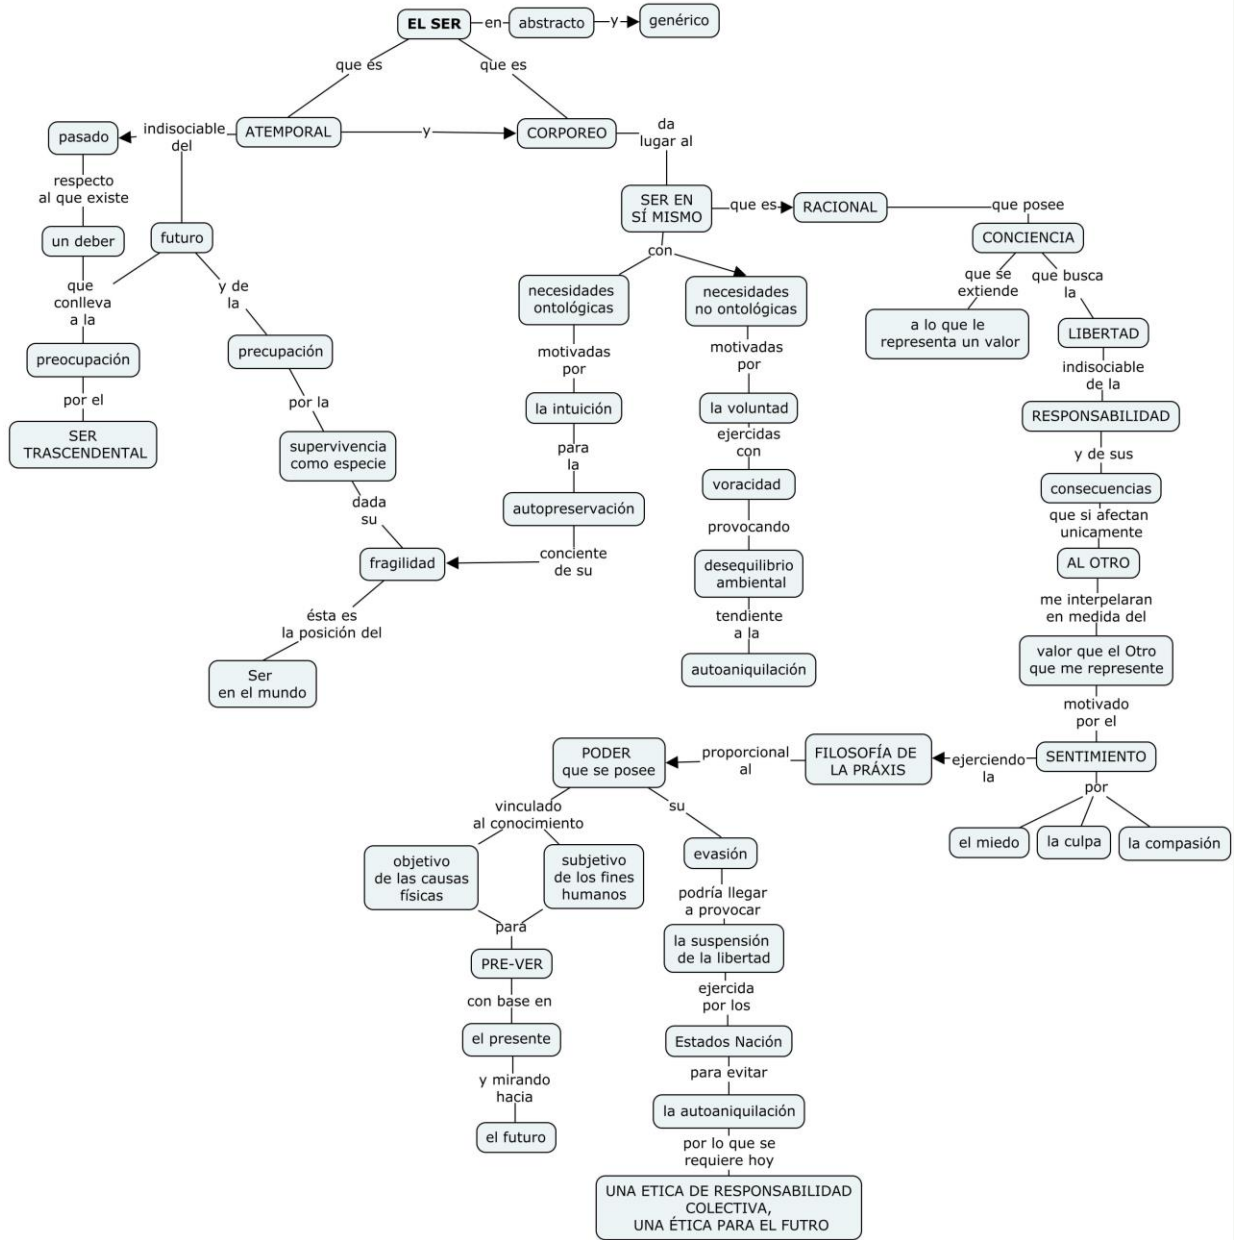 EL SER
en
abstracto
y
genérico
que es
que es
pasado
indisociable
del
ATEMPORAL
y
CORPOREO
da
lugar al
respecto
al que existe
SER EN
SÍ MISMO
que es
RACIONAL
que posee
un deber
futuro
con
CONCIENCIA
que
conlleva
a la
y de
la
necesidades
ontológicas
necesidades
no ontológicas
que se
extiende
que busca
la
a lo que le
representa un valor
LIBERTAD
preocupación
precupación
motivadas
por
motivadas
por
indisociable
de la
por el
por la
la intuición
la voluntad
RESPONSABILIDAD
SER
TRASCENDENTAL
supervivencia
como especie
para
la
ejercidas
con
y de sus
voracidad
consecuencias
dada
su
autopreservación
provocando
que si afectan
unicamente
fragilidad
conciente
de su
desequilibrio
ambiental
AL OTRO
ésta es
la posición del
tendiente
a la
me interpelaran
en medida del
Ser
en el mundo
autoaniquilación
valor que el Otro
que me represente
motivado
por el
PODER
que se posee
proporcional
al
FILOSOFÍA DE
LA PRÁXIS
ejerciendo
la
SENTIMIENTO
por
vinculado
al conocimiento
su
el miedo
la culpa
la compasión
objetivo
de las causas
físicas
subjetivo
de los fines
humanos
evasión
podría llegar
a provocar
para
la suspensión
de la libertad
PRE-VER
ejercida
por los
con base en
el presente
Estados Nación
y mirando
hacia
para evitar
el futuro
la autoaniquilación
por lo que se
requiere hoy
UNA ETICA DE RESPONSABILIDAD
COLECTIVA,
UNA ÉTICA PARA EL FUTRO